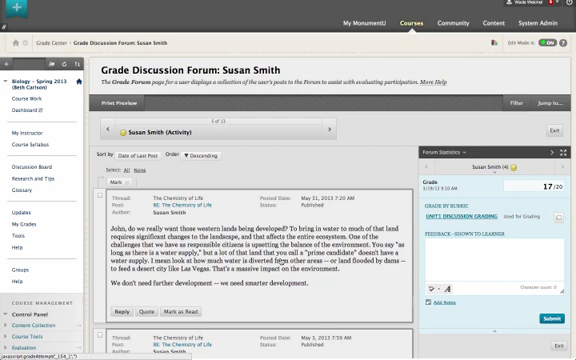 Wade Weichel
My MonumentU
Courses
Community
Content
System Admin
Grade Center
Grade Discussion Forum: Susan Smith
Edit Mode is:
ON
Biology - Spring 2013
(Beth Carlson)
Course Work
Dashboard
My Instructor
Course Syllabus
Discussion Board
Research and Tips
Glossary
Updates
My Grades
Tools
Help
Groups
Help
COURSE MANAGEMENT
Control Panel
Content Collection
Course Tools
Evaluation
Grade Discussion Forum: Susan Smith
The Grade Forum page for a user displays a collection of the user's posts to the Forum to assist with evaluating participation. More Help
Print Preview
Filter
Jump to...
Susan Smith (Activity)
Exit
Sort by
Date of Last Post
Order
Descending
Select: All None
Mark
Thread: The Chemistry of Life
Post: RE: The Chemistry of Life
Author: Susan Smith
Posted Date: May 31, 2013 7:20 AM
Status: Published
John, do we really want those western lands being developed? To bring in water to much of that land
requires significant changes to the landscape, and that affects the entire ecosystem. One of the
challenges that we have as responsible citizens is upsetting the balance of the environment. You say "as
long as there is a water supply," but a lot of that land that you call a "prime candidate" doesn't have a
water supply. I mean look at how much water is diverted from other areas -- or land flooded by dams --
to feed a desert city like Las Vegas. That's a massive impact on the environment.
We don't need further development -- we need smarter development.
Reply
Quote
Mark as Read
Thread: The Chemistry of Life
Post: RE: The Chemistry of Life
Posted Date: May 3, 2013 7:59 AM
Status: Published
Forum Statistics
Susan Smith (4)
Grade
17/20
GRADE BY RUBRIC
UNIT1 DISCUSSION GRADING
Used for Grading
FEEDBACK - SHOWN TO LEARNER
Character count: 0
Add Notes
Submit
Exit